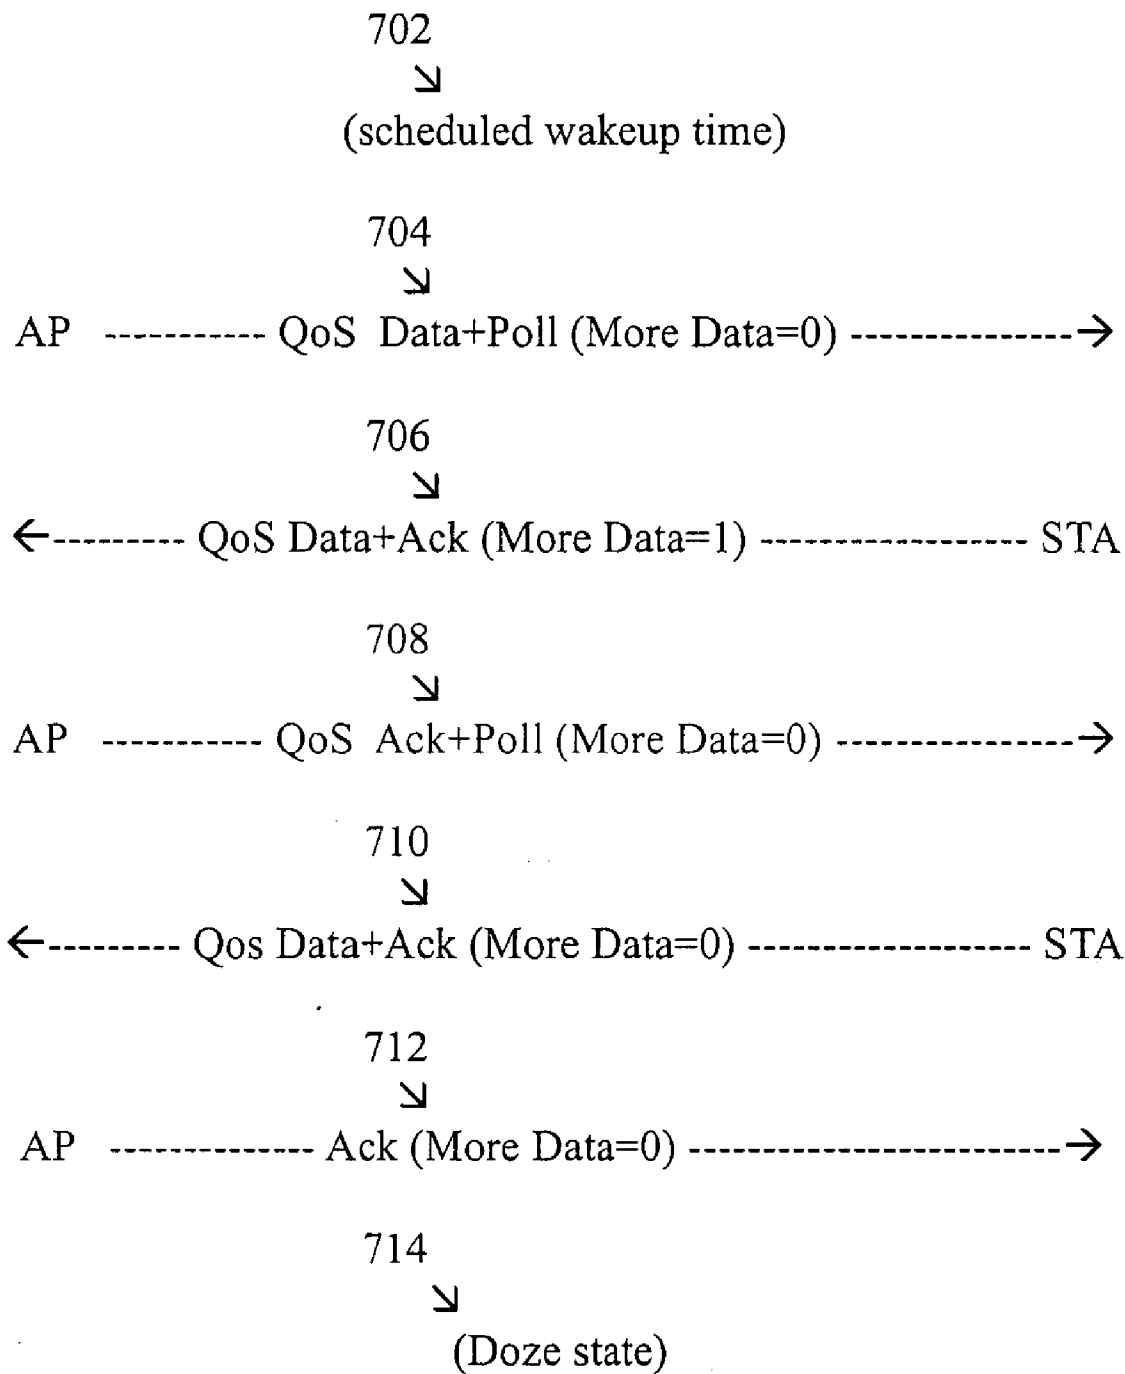 702
↘
(scheduled wakeup time)
704
↘
AP ----------- QoS Data+Poll (More Data=0) ---------------→
706
↘
←--------- QoS Data+Ack (More Data=1) ------------------ STA
708
↘
AP ------------ QoS Ack+Poll (More Data=0) ----------------→
710
↘
←--------- Qos Data+Ack (More Data=0) ------------------- STA
712
↘
AP -------------- Ack (More Data=0) -------------------------→
714
↘
(Doze state)